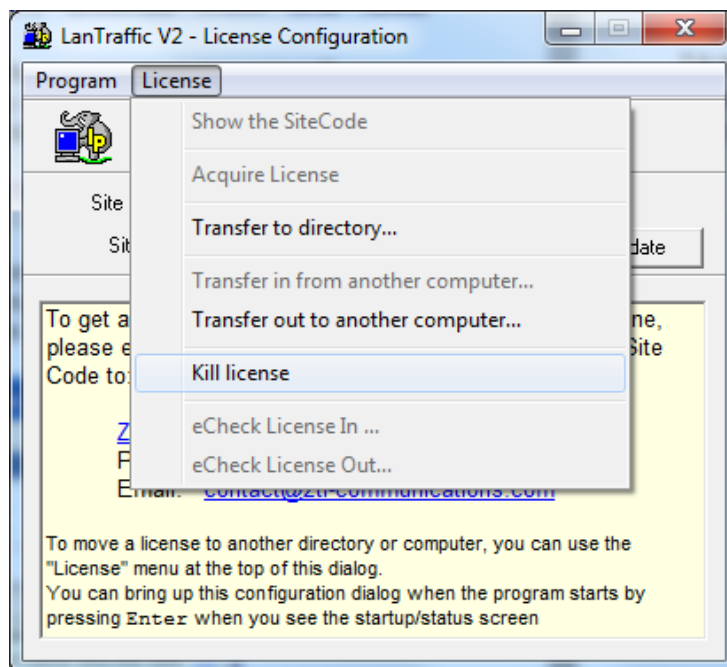 LanTraffic V2 - License Configuration
Program License
Show the SiteCode
Acquire License
Site
Transfer to directory...
Sit
date
Transfer in from another computer...
To get a
ne,
Transfer out to another computer...
please e
Site
Code to:
Kill license
eCheck License In ...
Z
P
eCheck License Out...
Email: contact@zti-communications.com
To move a license to another directory or computer, you can use the
"License" menu at the top of this dialog.
You can bring up this configuration dialog when the program starts by
pressing Enter when you see the startup/status screen